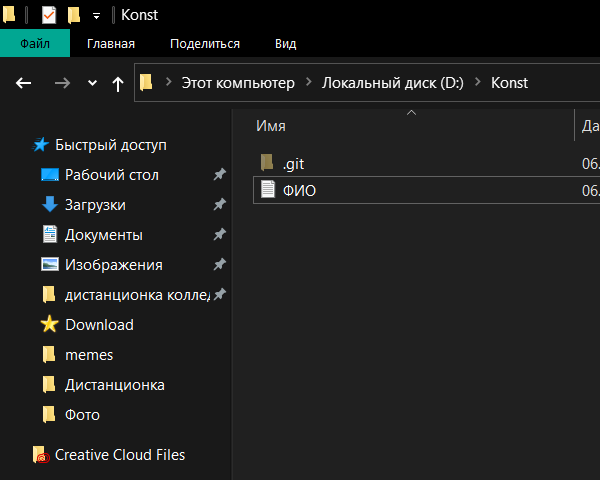 Konst
Файл Главная Поделиться Вид
Этот компьютер Локальный диск (D:) Konst
Имя Да
Быстрый доступ
.git 06.
Рабочий стол
ФИО 06.
Загрузки
Документы
Изображения
дистанционка коллед
Download
memes
Дистанционка
Фото
Creative Cloud Files